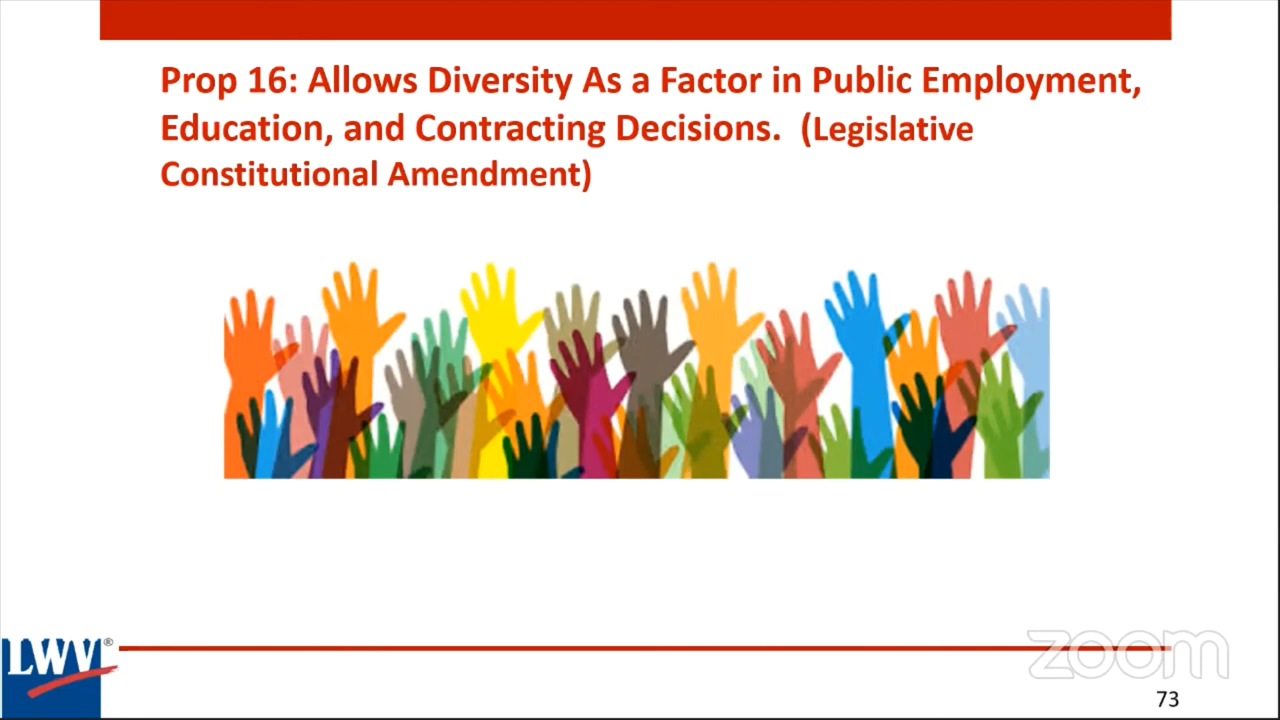 Prop 16: Allows Diversity As a Factor in Public Employment,
Education, and Contracting Decisions.  (Legislative
Constitutional Amendment)
LWV®
zoom
73